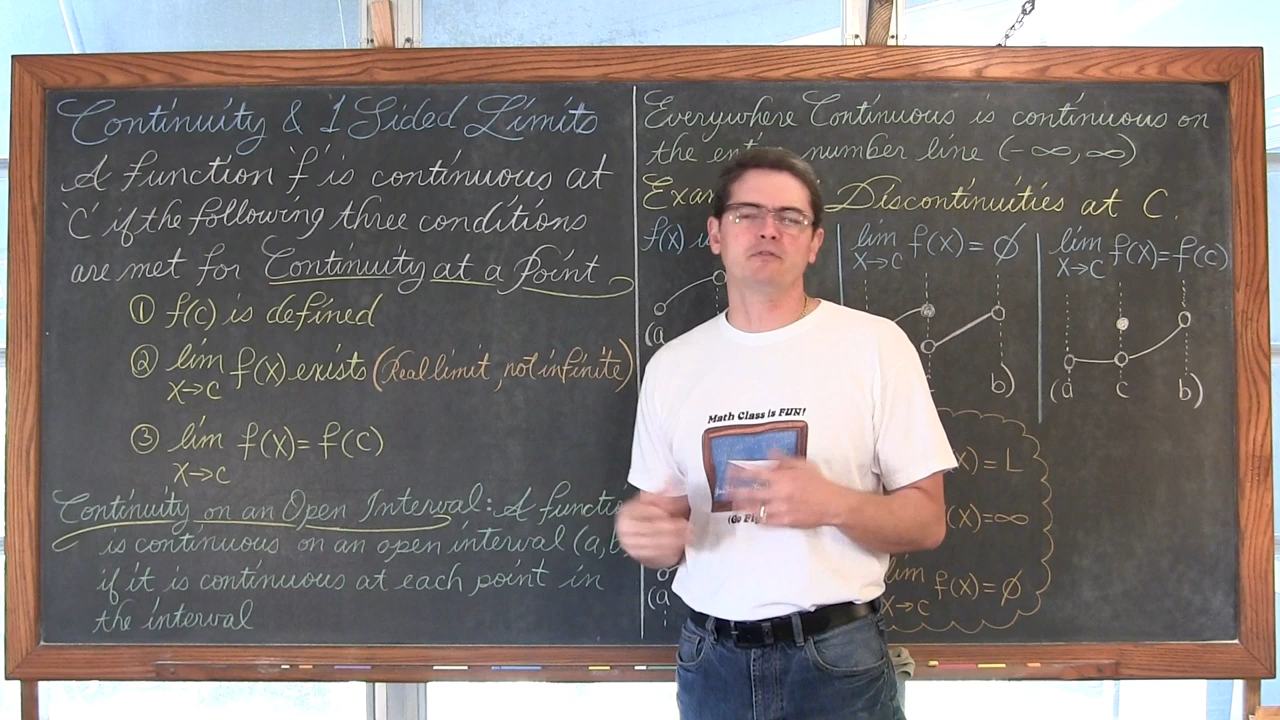 Continuity & 1 Sided Limits
A function 'f' is continuous at
'C' if the following three conditions
are met for Continuity at a Point
① f(c) is defined
② lim f(x) exists (Real limit, not infinite)
x→c
③ lim f(x) = f(c)
x→c
Continuity on an Open Interval: A functi
is continuous on an open interval (a, b
if it is continuous at each point in
the interval
Everywhere Continuous is continuous on
the number line (-∞,∞)
Discontinuities at C.
f(x)
(a
lim f(x) = ∅
x→c
b)
lim f(x) = f(c)
x→c
(a c b)
x) = L
(x) = ∞
lim f(x) = ∅
x→c
(a
Math Class is FUN!